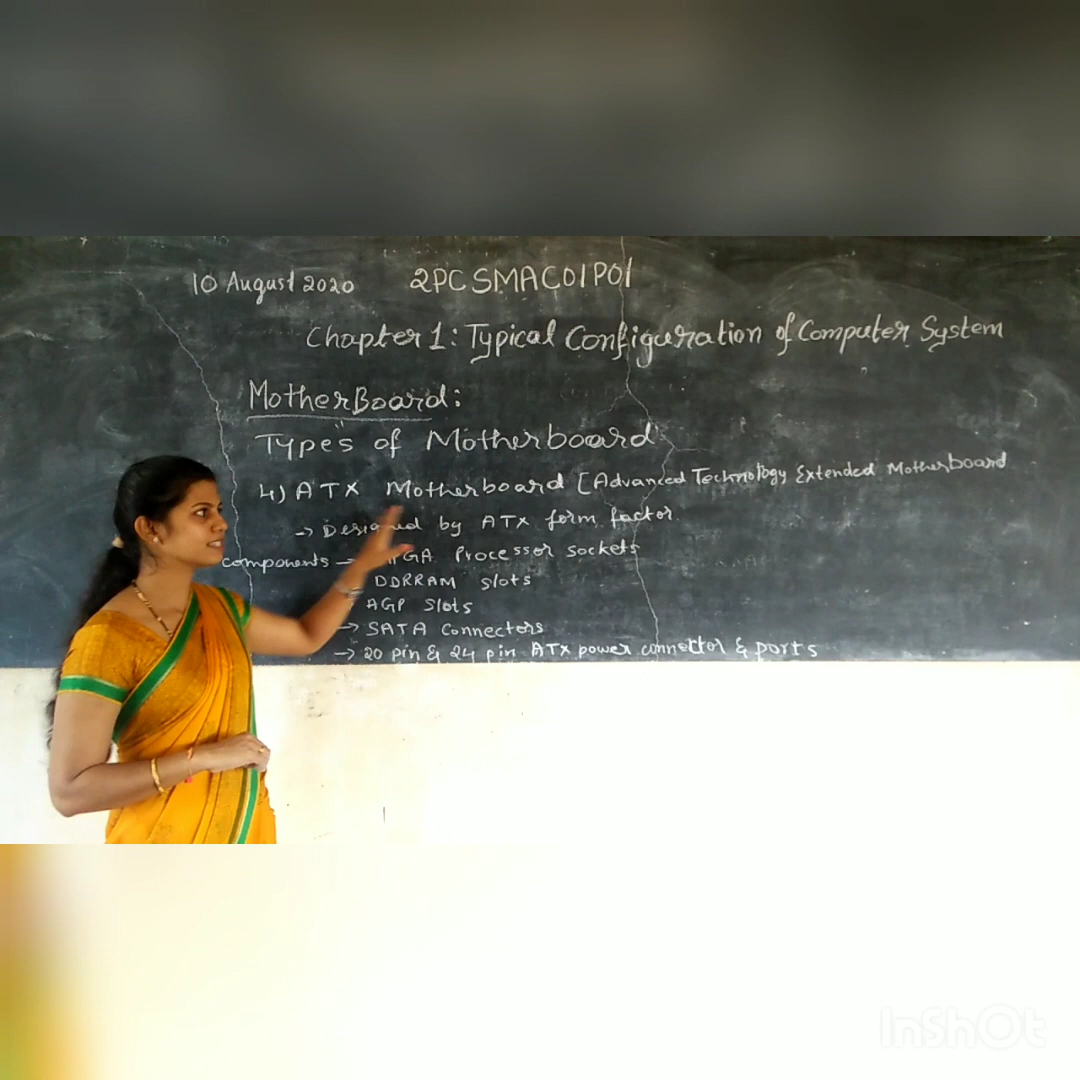 10 August 2020 2PCSMAC01P01
Chapter 1: Typical Configuration of Computer System
MotherBoard:
Types of Motherboard
4) ATX Motherboard [Advanced Technology Extended Motherboard
→ Designed by ATX form factor.
components → PGA Processor sockets
DDRRAM slots
AGP slots
→ SATA Connectors
→ 20 pin & 24 pin ATX power connector & ports
InShOt